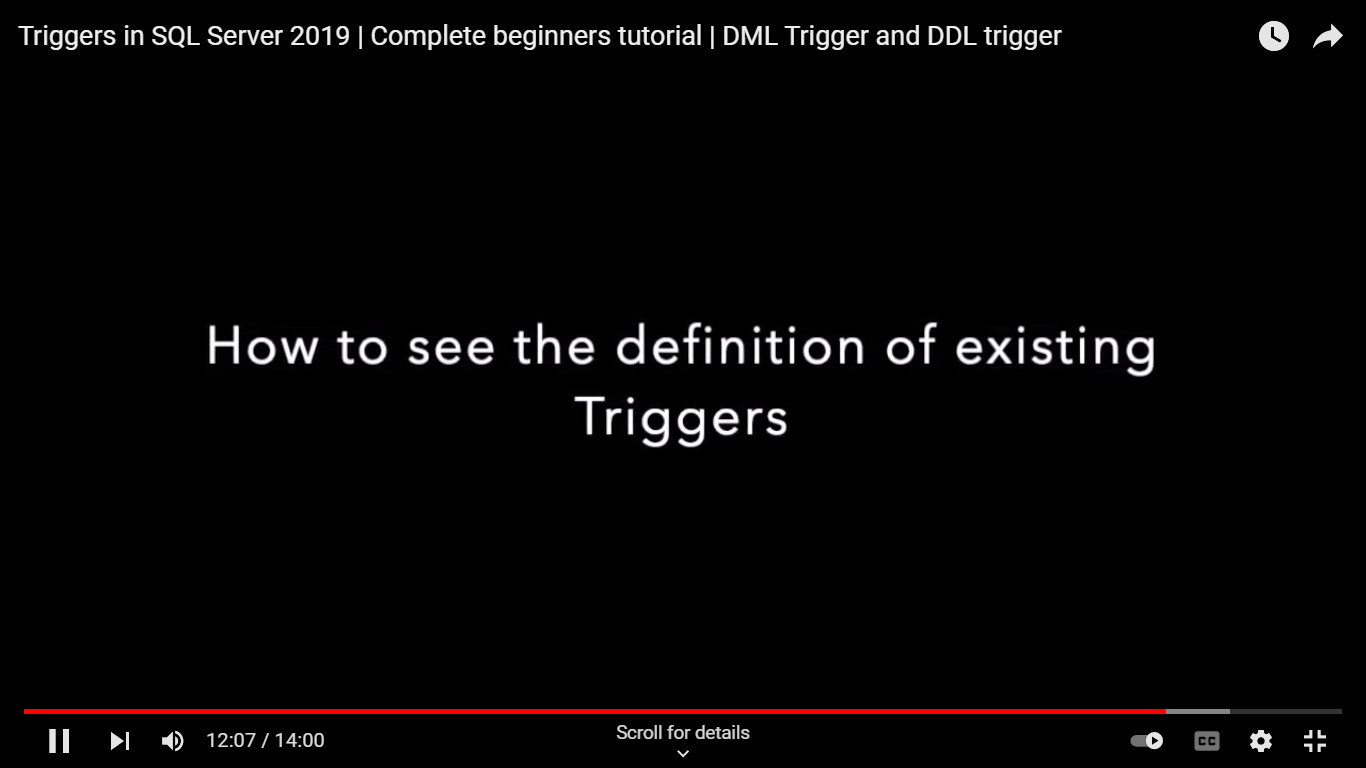 Triggers in SQL Server 2019 | Complete beginners tutorial | DML Trigger and DDL trigger
How to see the definition of existing
Triggers
12:07 / 14:00
Scroll for details
CC